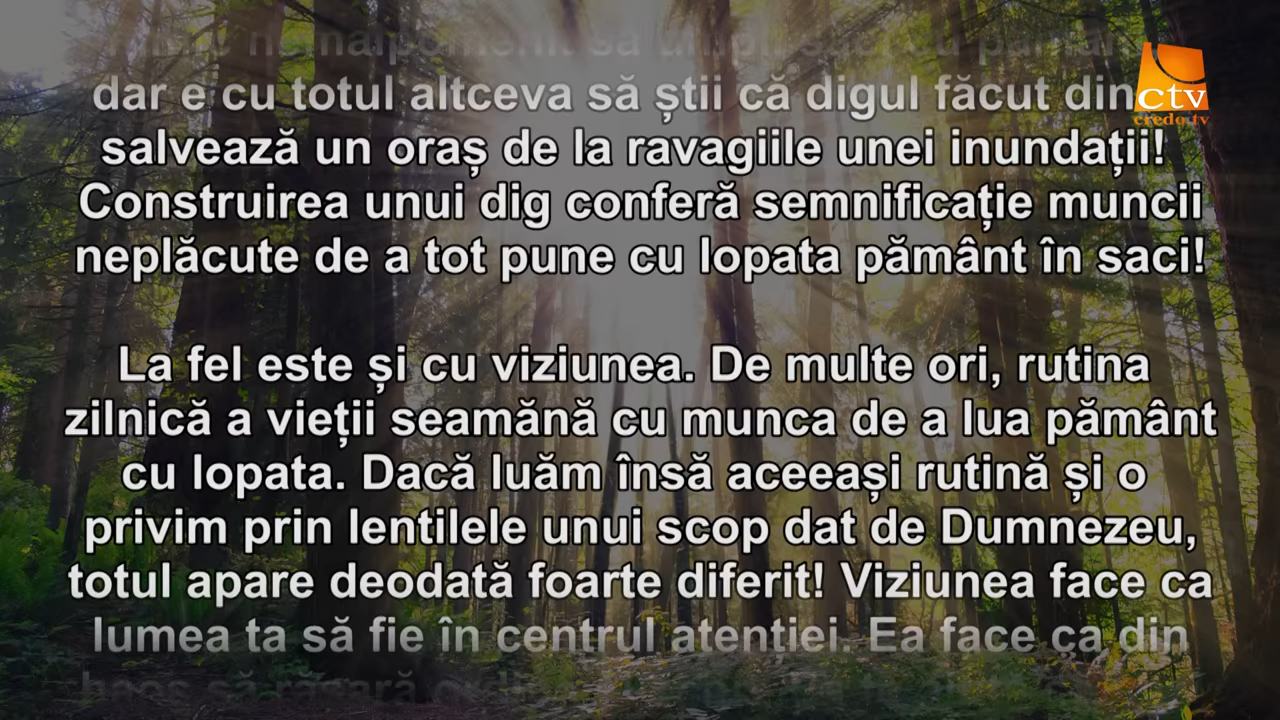 dar e cu totul altceva să știi că digul făcut din
salvează un oraș de la ravagiile unei inundații!
Construirea unui dig conferă semnificație muncii
neplăcute de a tot pune cu lopata pământ în saci!
La fel este și cu viziunea. De multe ori, rutina
zilnică a vieții seamănă cu munca de a lua pământ
cu lopata. Dacă luăm însă aceeași rutină și o
privim prin lentilele unui scop dat de Dumnezeu,
totul apare deodată foarte diferit! Viziunea face ca
lumea ta să fie în centrul atenției. Ea face ca din
ctv
credo tv